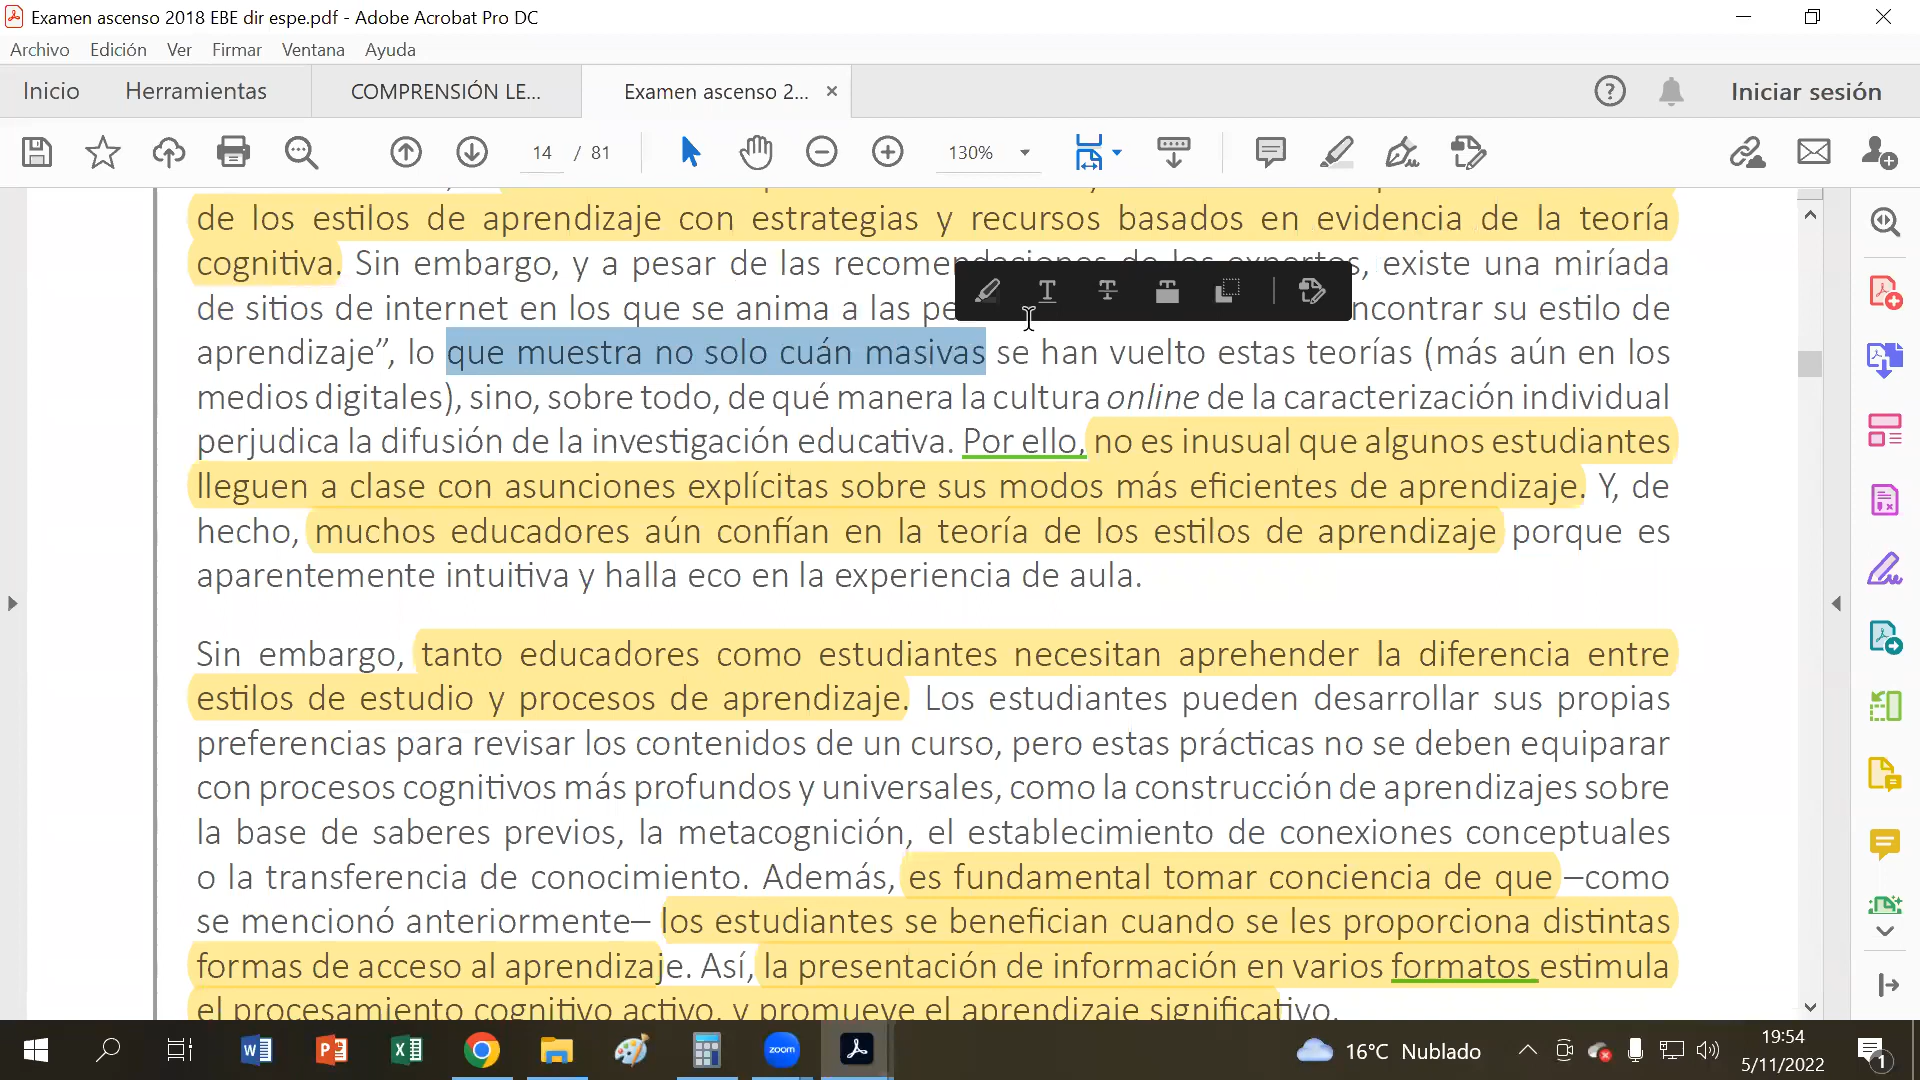 Examen ascenso 2018 EBE dir espe.pdf - Adobe Acrobat Pro DC
Archivo Edición Ver Firmar Ventana Ayuda
Inicio Herramientas COMPRENSIÓN LE... Examen ascenso 2... × Iniciar sesión
14 / 81 130%
de los estilos de aprendizaje con estrategias y recursos basados en evidencia de la teoría
cognitiva. Sin embargo, y a pesar de las recomendaciones de los expertos, existe una miríada
de sitios de internet en los que se anima a las encontrar su estilo de
aprendizaje”, lo que muestra no solo cuán masivas se han vuelto estas teorías (más aún en los
medios digitales), sino, sobre todo, de qué manera la cultura online de la caracterización individual
perjudica la difusión de la investigación educativa. Por ello, no es inusual que algunos estudiantes
lleguen a clase con asunciones explícitas sobre sus modos más eficientes de aprendizaje. Y, de
hecho, muchos educadores aún confían en la teoría de los estilos de aprendizaje porque es
aparentemente intuitiva y halla eco en la experiencia de aula.
Sin embargo, tanto educadores como estudiantes necesitan aprehender la diferencia entre
estilos de estudio y procesos de aprendizaje. Los estudiantes pueden desarrollar sus propias
preferencias para revisar los contenidos de un curso, pero estas prácticas no se deben equiparar
con procesos cognitivos más profundos y universales, como la construcción de aprendizajes sobre
la base de saberes previos, la metacognición, el establecimiento de conexiones conceptuales
o la transferencia de conocimiento. Además, es fundamental tomar conciencia de que –como
se mencionó anteriormente– los estudiantes se benefician cuando se les proporciona distintas
formas de acceso al aprendizaje. Así, la presentación de información en varios formatos estimula
el procesamiento cognitivo activo, y promueve el aprendizaje significativo.
zoom
16°C Nublado
19:54
5/11/2022
1